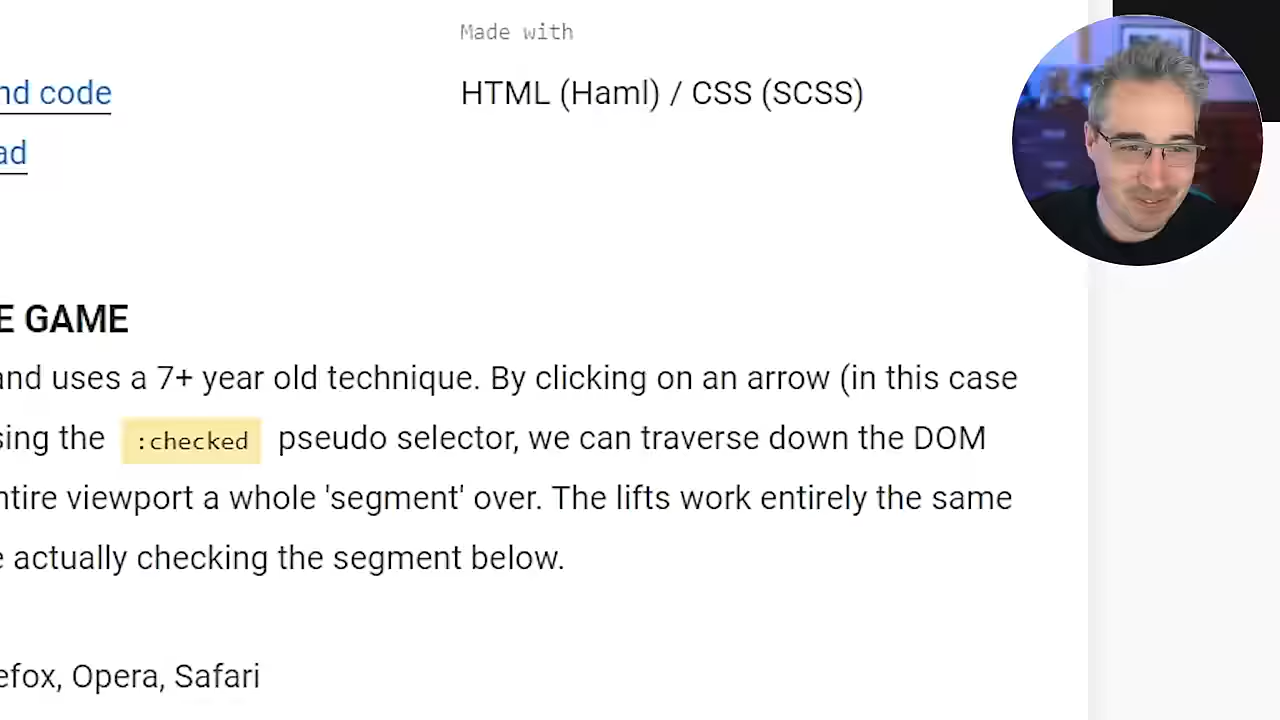 Made with
nd code
HTML (Haml) / CSS (SCSS)
ad
E GAME
and uses a 7+ year old technique. By clicking on an arrow (in this case
sing the :checked pseudo selector, we can traverse down the DOM
ntire viewport a whole 'segment' over. The lifts work entirely the same
e actually checking the segment below.
efox, Opera, Safari